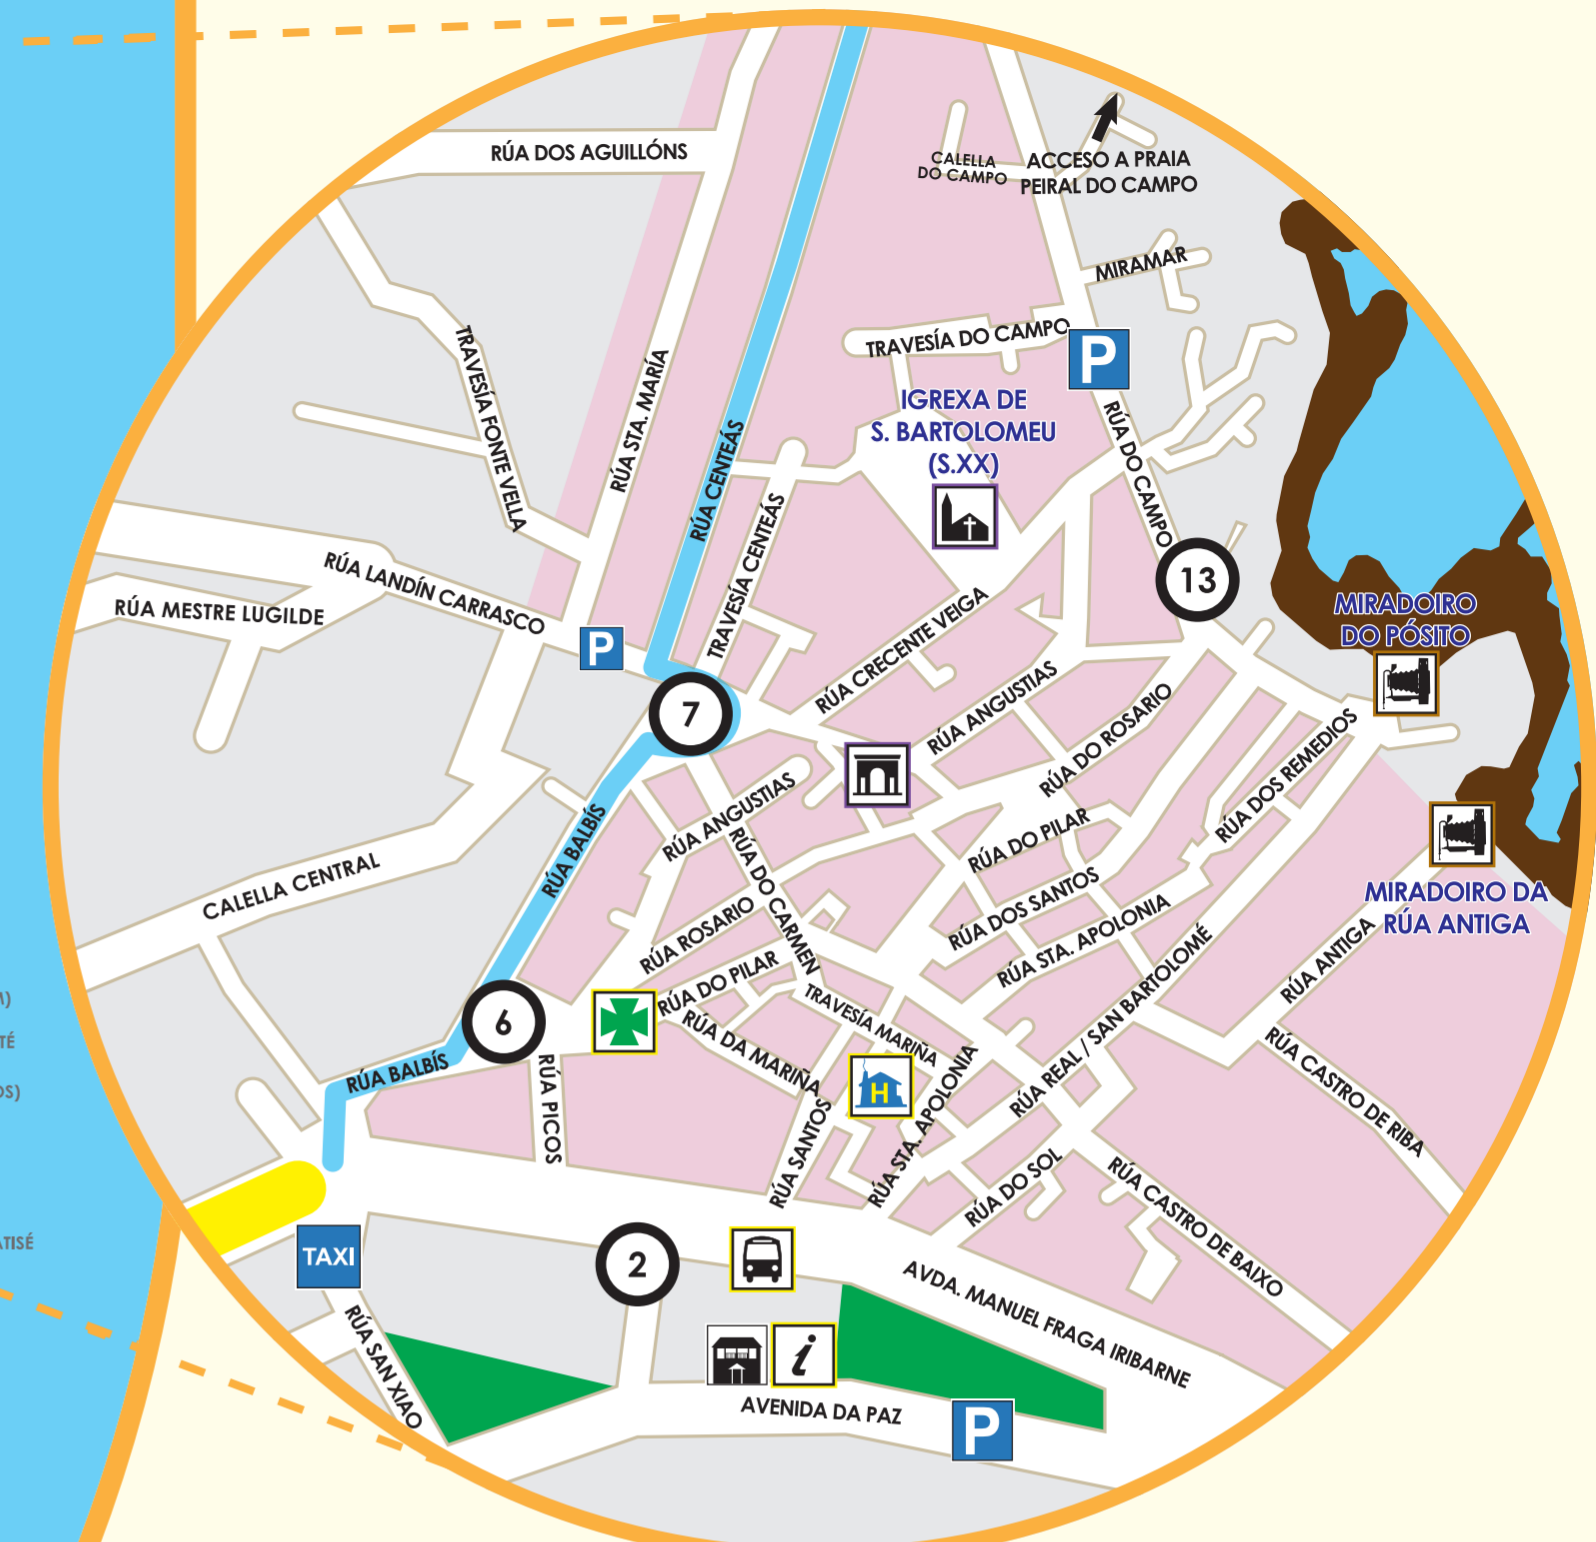 RÚA DOS AGUILLÓNS
CALELLA
DO CAMPO
ACCESO A PRAIA
PEIRAL DO CAMPO
MIRAMAR
TRAVESÍA DO CAMPO
P
TRAVESÍA FONTE VELLA
RÚA STA. MARÍA
RÚA CENTEÁS
IGREXA DE
S. BARTOLOMEU
(S.XX)
RÚA DO CAMPO
TRAVESÍA CENTEÁS
RÚA LANDÍN CARRASCO
RÚA MESTRE LUGILDE
P
13
MIRADOIRO
DO PÓSITO
RÚA CRECENTE VEIGA
RÚA ANGUSTIAS
RÚA DO ROSARIO
7
RÚA DOS REMEDIOS
RÚA ANGUSTIAS
RÚA BALBÍS
RÚA DO CARMEN
RÚA DO PILAR
CALELLA CENTRAL
RÚA DOS SANTOS
RÚA STA. APOLONIA
MIRADOIRO DA
RÚA ANTIGA
RÚA ROSARIO
RÚA ANTIGA
RÚA DO PILAR
RÚA REAL / SAN BARTOLOMÉ
6
TRAVESÍA MARIÑA
RÚA DA MARIÑA
RÚA BALBÍS
RÚA PICOS
H
RÚA STA. APOLONIA
RÚA SANTOS
RÚA CASTRO DE RIBA
RÚA DO SOL
RÚA CASTRO DE BAIXO
TAXI
2
AVDA. MANUEL FRAGA IRIBARNE
RÚA SAN XIAO
i
AVENIDA DA PAZ
P